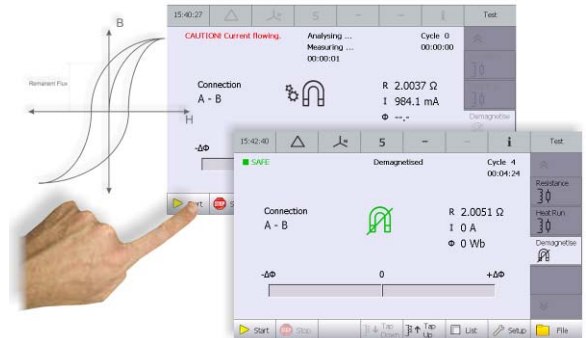 B
Remanent Flux
H
15:40:27
5
-
-
i
Test
CAUTION! Current flowing.
Analysing ...
Measuring ...
00:00:01
Cycle 0
00:00:00
Connection
A - B
R 2.0037 Ω
I 984.1 mA
Φ --,-
Demagnetise
-ΔΦ
Start
STOP
15:42:40
5
-
-
i
Test
SAFE
Demagnetised
Cycle 4
00:04:24
Resistance
Heat Run
Demagnetise
Connection
A - B
R 2.0051 Ω
I 0 A
Φ 0 Wb
-ΔΦ
0
+ΔΦ
Start
Stop
Tap Down
Tap Up
List
Setup
File